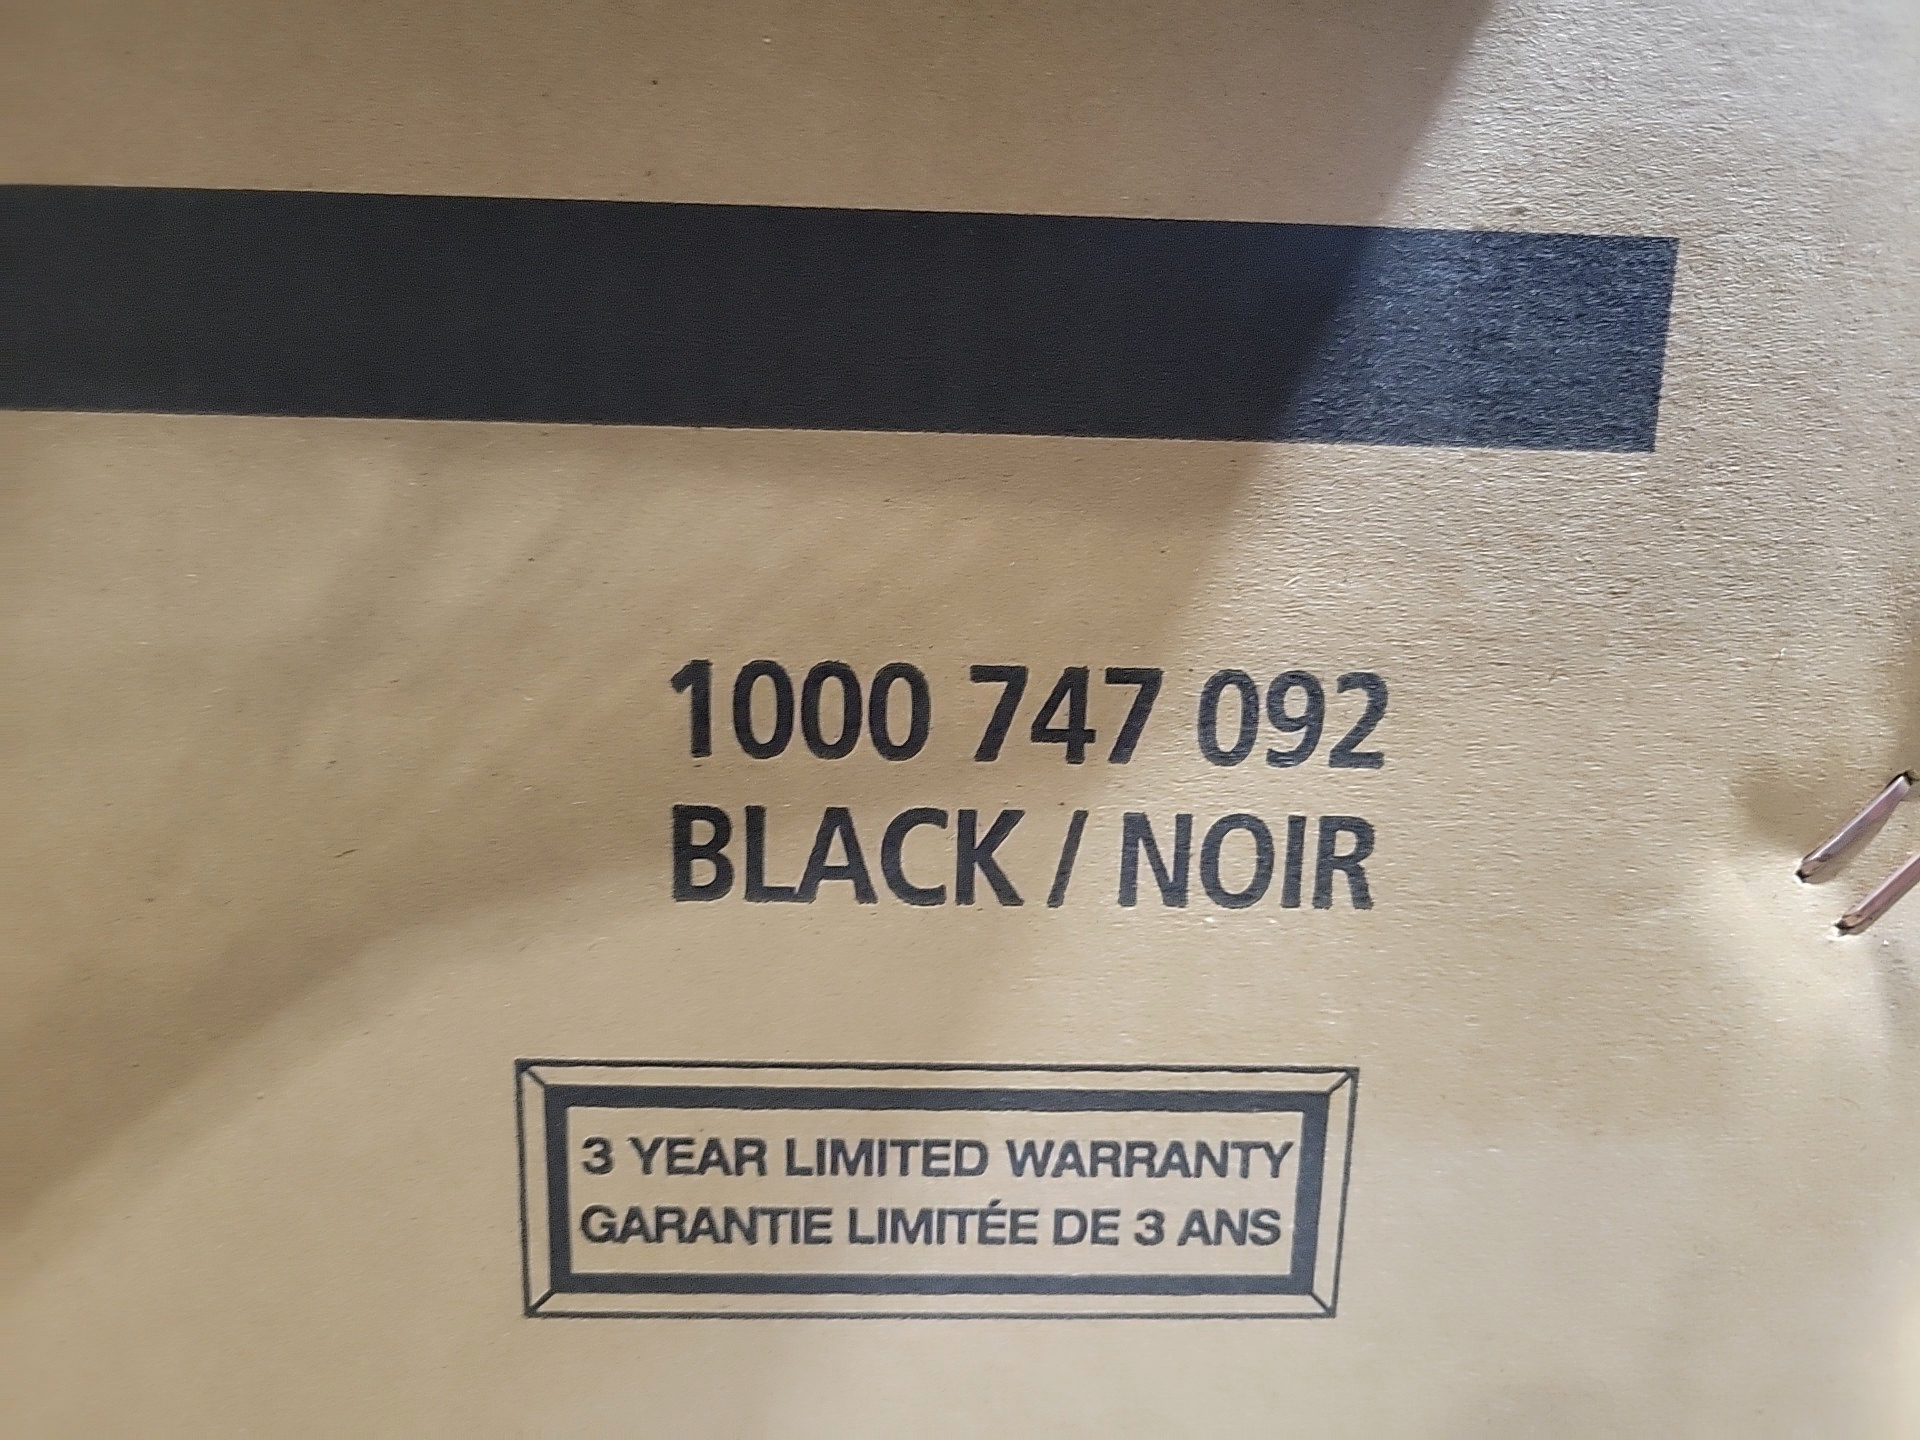 1000 747 092
BLACK / NOIR
3 YEAR LIMITED WARRANTY
GARANTIE LIMITÉE DE 3 ANS